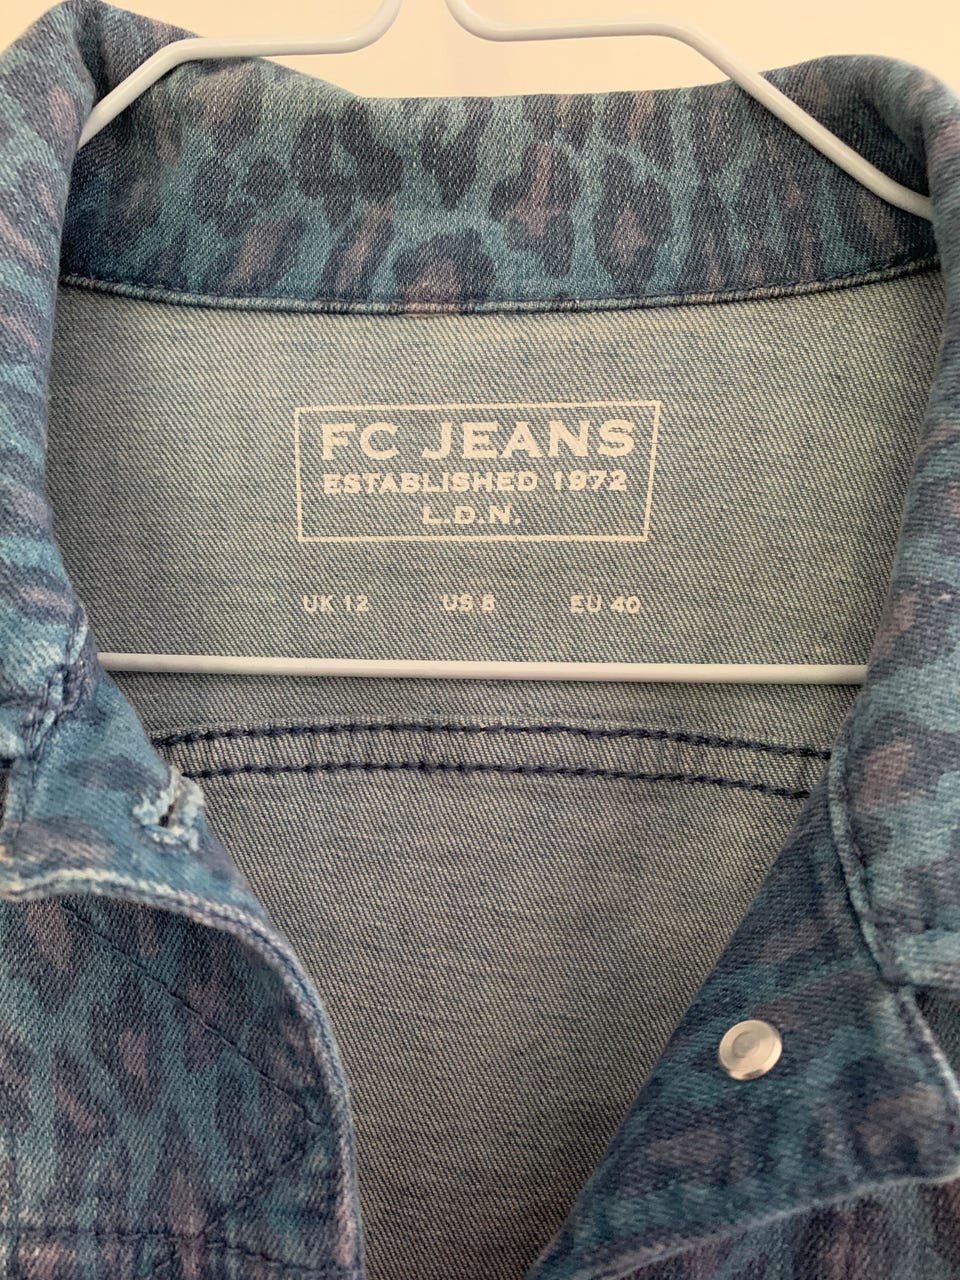 FC JEANS
ESTABLISHED 1972
L.D.N.
UK 12 US 8 EU 40